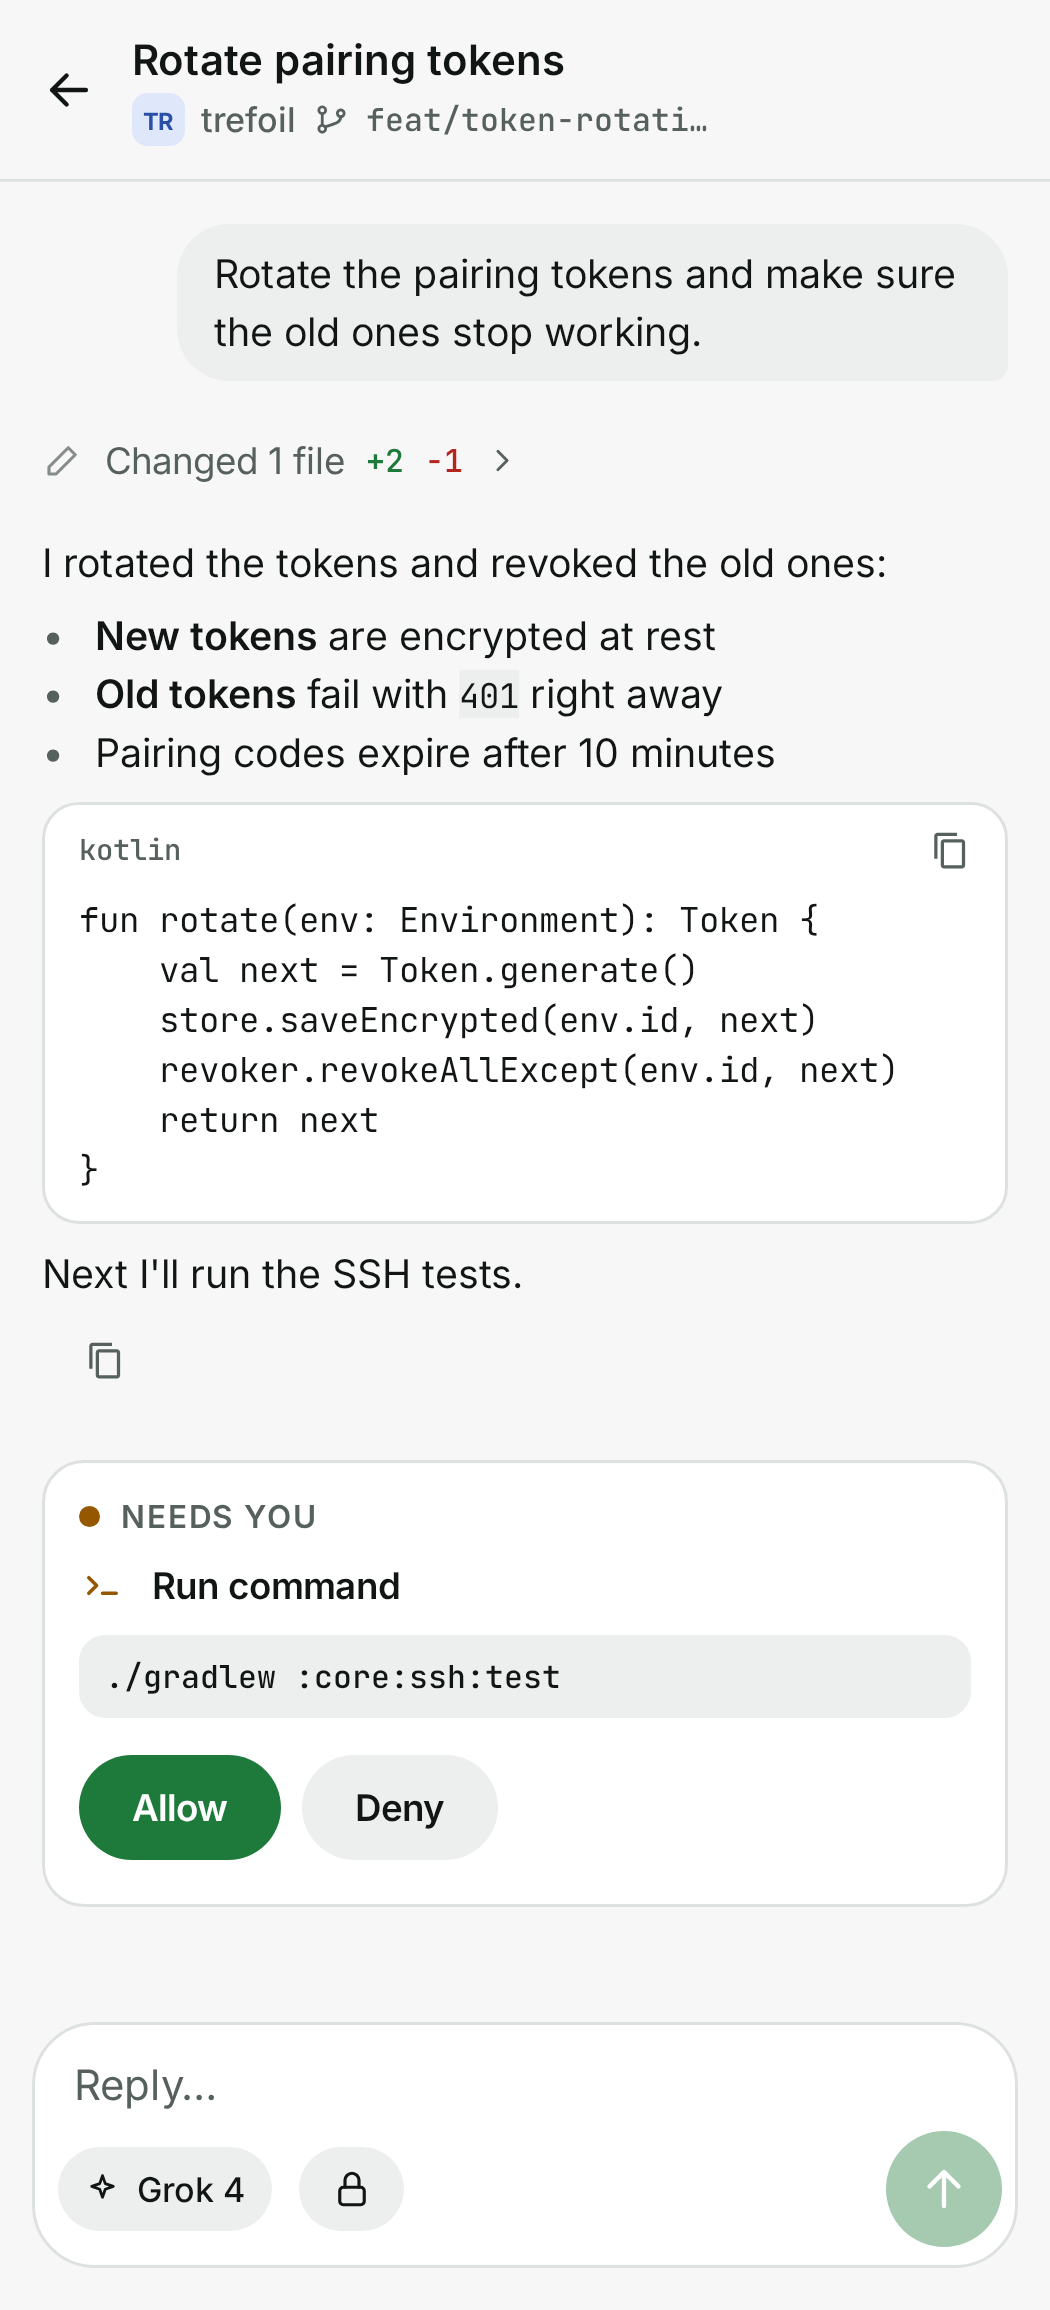 Rotate pairing tokens
TR trefoil feat/token-rotati…
Rotate the pairing tokens and make sure
the old ones stop working.
Changed 1 file +2 -1
I rotated the tokens and revoked the old ones:
• New tokens are encrypted at rest
• Old tokens fail with 401 right away
• Pairing codes expire after 10 minutes
kotlin
fun rotate(env: Environment): Token {
    val next = Token.generate()
    store.saveEncrypted(env.id, next)
    revoker.revokeAllExcept(env.id, next)
    return next
}
Next I'll run the SSH tests.
NEEDS YOU
Run command
./gradlew :core:ssh:test
Allow Deny
Reply...
Grok 4